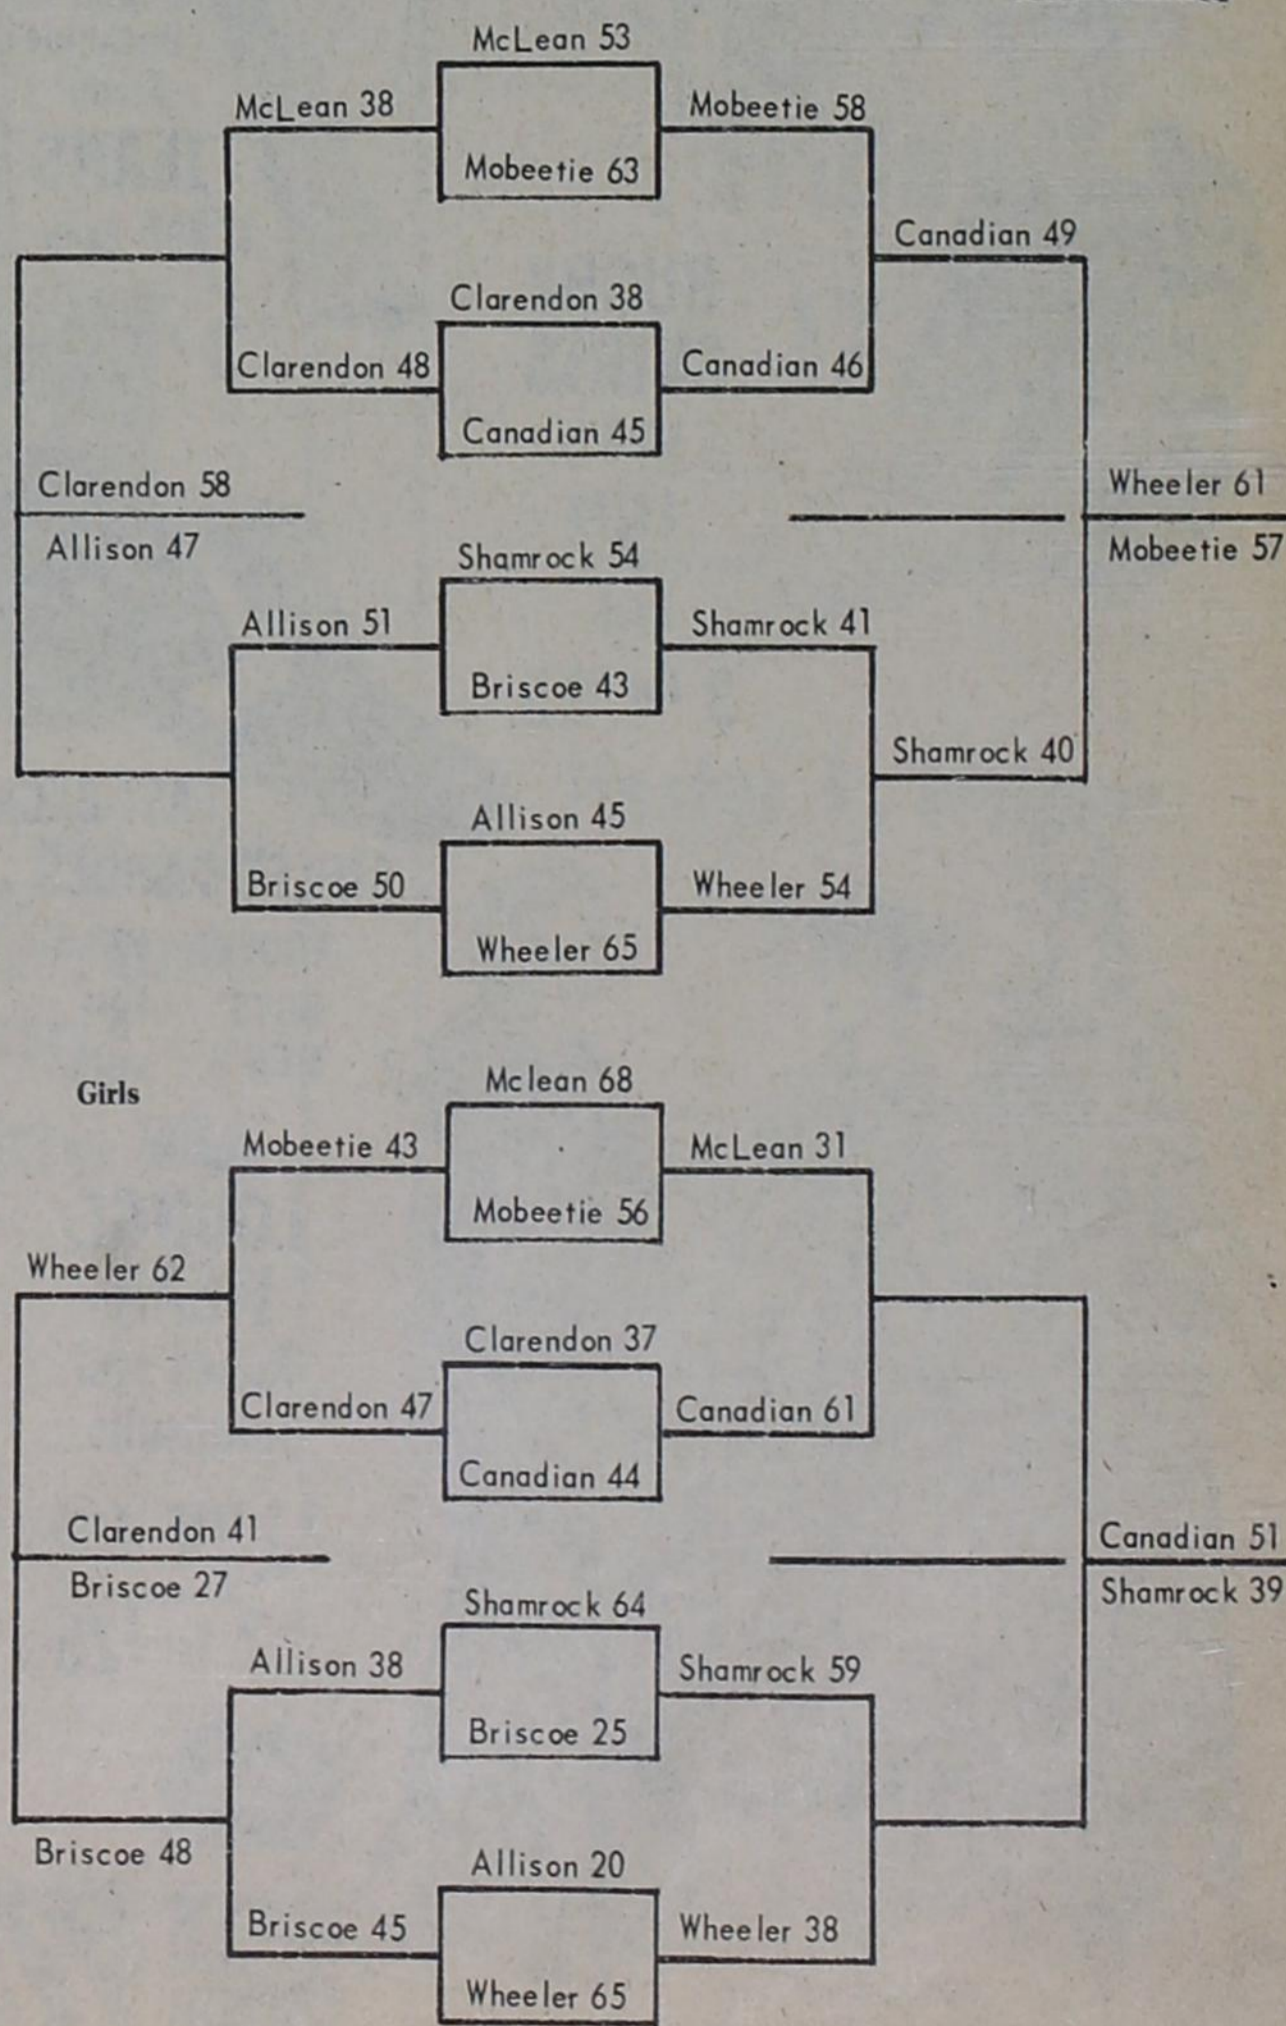 McLean 53
McLean 38
Mobeetie 58
Mobeetie 63
Canadian 49
Clarendon 38
Clarendon 48
Canadian 46
Canadian 45
Clarendon 58
Wheeler 61
Allison 47
Mobeetie 57
Shamrock 54
Allison 51
Shamrock 41
Briscoe 43
Shamrock 40
Allison 45
Briscoe 50
Wheeler 54
Wheeler 65
Girls
Mclean 68
Mobeetie 43
McLean 31
Mobeetie 56
Wheeler 62
Clarendon 37
Clarendon 47
Canadian 61
Canadian 44
Clarendon 41
Canadian 51
Briscoe 27
Shamrock 39
Shamrock 64
Allison 38
Shamrock 59
Briscoe 25
Briscoe 48
Allison 20
Briscoe 45
Wheeler 38
Wheeler 65